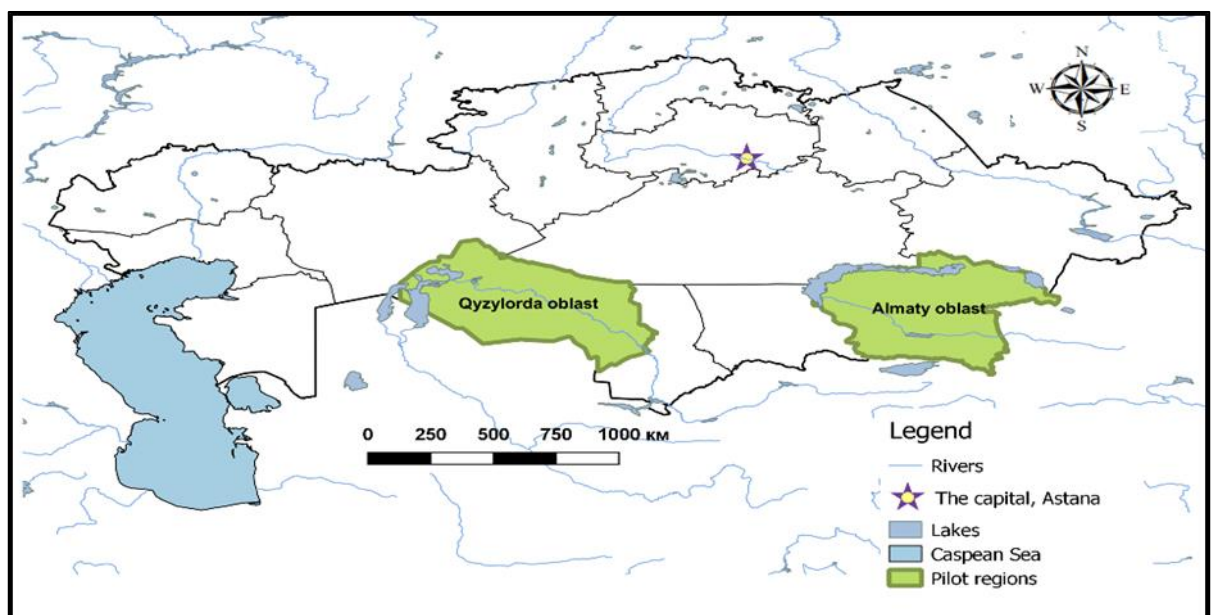 N
W E
S
Qyzylorda oblast
Almaty oblast
0 250 500 750 1000 КМ
Legend
Rivers
The capital, Astana
Lakes
Caspean Sea
Pilot regions